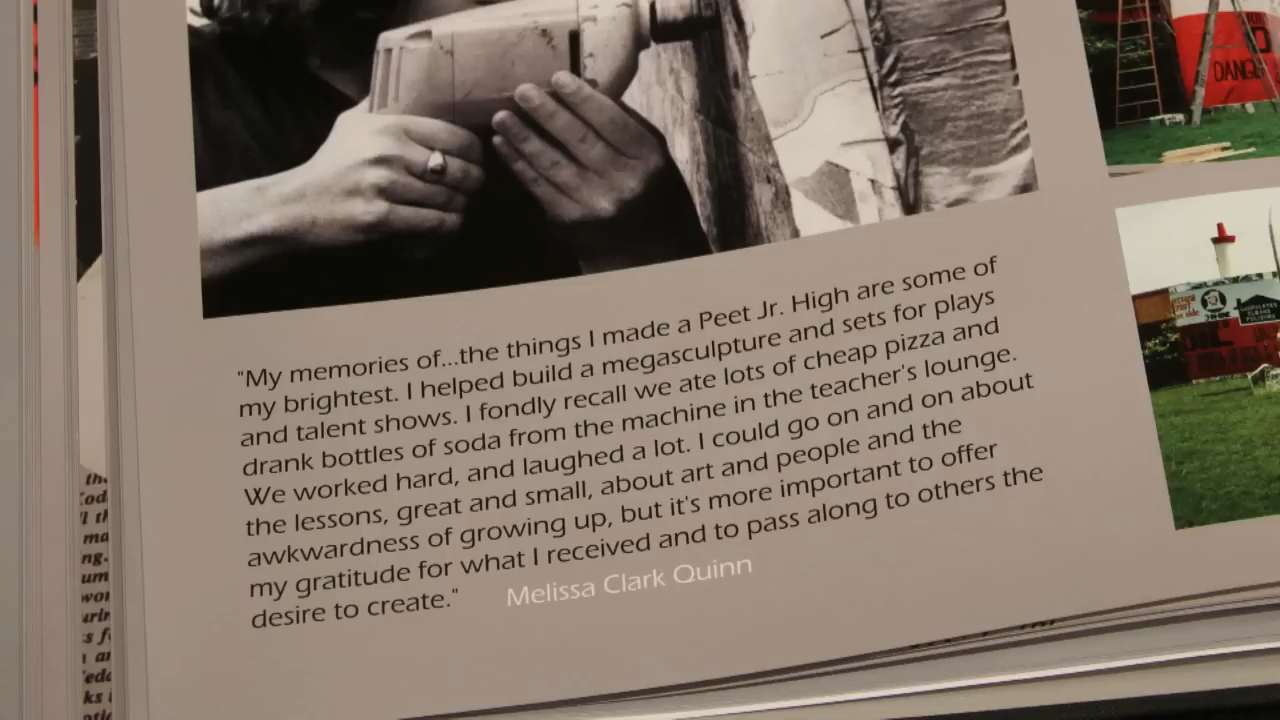 "My memories of...the things I made a Peet Jr. High are some of
my brightest. I helped build a megasculpture and sets for plays
and talent shows. I fondly recall we ate lots of cheap pizza and
drank bottles of soda from the machine in the teacher's lounge.
We worked hard, and laughed a lot. I could go on and on about
the lessons, great and small, about art and people and the
awkwardness of growing up, but it's more important to offer
my gratitude for what I received and to pass along to others the
desire to create."
Melissa Clark Quinn
DANGE